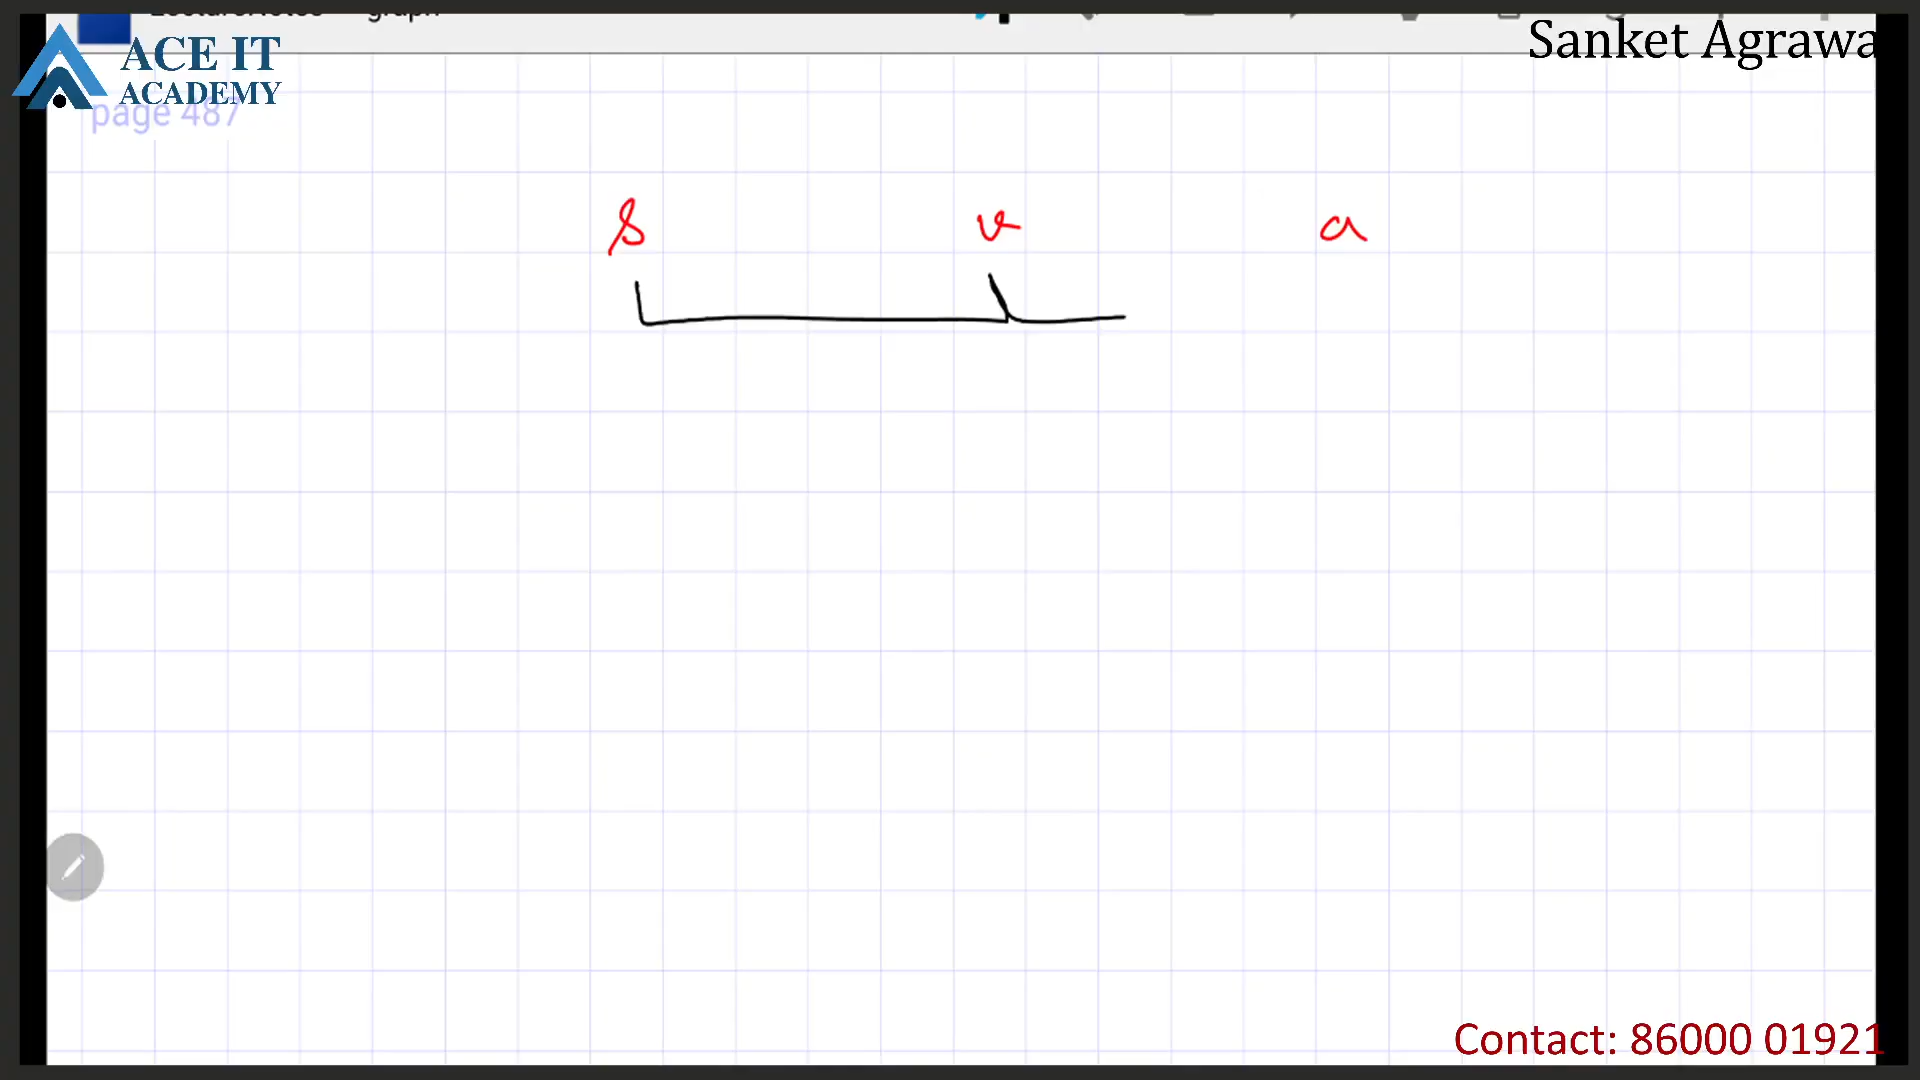 Sanket Agrawa
ACE IT
ACADEMY
page 487
s v a
Contact: 86000 01921